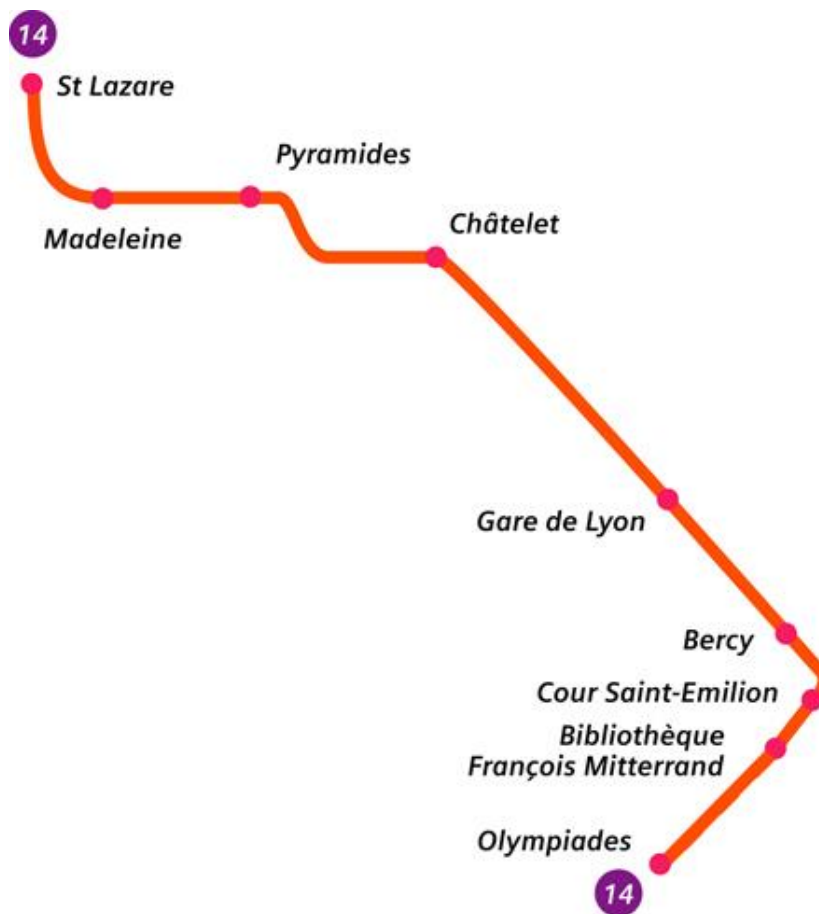 14
St Lazare
Pyramides
Madeleine
Châtelet
Gare de Lyon
Bercy
Cour Saint-Emilion
Bibliothèque
François Mitterrand
Olympiades
14